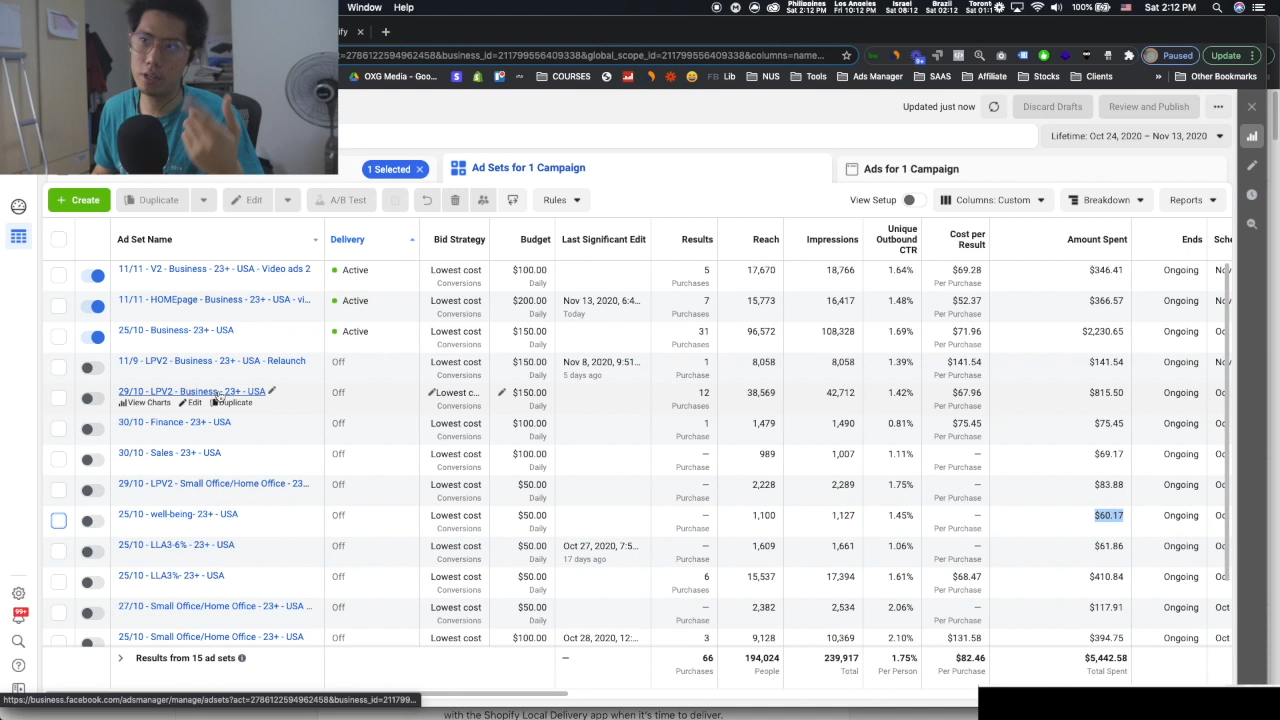 Window Help
Philippines Los Angeles Israel Brazil Toront
Sat 2:12 PM Fri 10:12 PM Sat 08:12 Sat 03:12 Sat 01:1
100% Sat 2:12 PM
ify
=2786122594962458&business_id=211799556409338&global_scope_id=211799556409338&columns=name...
Paused
Update
OXG Media - Goo...
COURSES
FB Lib
NUS
Tools
Ads Manager
SAAS
Affiliate
Stocks
Clients
»
Other Bookmarks
Updated just now
Discard Drafts
Review and Publish
Lifetime: Oct 24, 2020 – Nov 13, 2020
1 Selected
Ad Sets for 1 Campaign
Ads for 1 Campaign
+ Create
Duplicate
Edit
A/B Test
Rules
View Setup
Columns: Custom
Breakdown
Reports
Ad Set Name Delivery Bid Strategy Budget Last Significant Edit Results Reach Impressions Unique Outbound CTR Cost per Result Amount Spent Ends Sche
11/11 - V2 - Business - 23+ - USA - Video ads 2 Active Lowest cost $100.00 5 17,670 18,766 1.64% $69.28 $346.41 Ongoing Nov
Conversions Daily Purchases Per Purchase
11/11 - HOMEpage - Business - 23+ - USA - vi... Active Lowest cost $200.00 Nov 13, 2020, 6:4... 7 15,773 16,417 1.48% $52.37 $366.57 Ongoing Nov
Conversions Daily Today Purchases Per Purchase
25/10 - Business- 23+ - USA Active Lowest cost $150.00 31 96,572 108,328 1.69% $71.96 $2,230.65 Ongoing Oc
Conversions Daily Purchases Per Purchase
11/9 - LPV2 - Business - 23+ - USA - Relaunch Off Lowest cost $150.00 Nov 8, 2020, 9:51... 1 8,058 8,058 1.39% $141.54 $141.54 Ongoing Nov
Conversions Daily 5 days ago Purchases Per Purchase
29/10 - LPV2 - Business - 23+ - USA Off Lowest c... $150.00 12 38,569 42,712 1.42% $67.96 $815.50 Ongoing Oc
View Charts Edit Duplicate Conversions Daily Purchase Per Purchase
30/10 - Finance - 23+ - USA Off Lowest cost $100.00 1 1,479 1,490 0.81% $75.45 $75.45 Ongoing Oc
Conversions Daily Purchase Per Purchase
30/10 - Sales - 23+ - USA Off Lowest cost $100.00 — 989 1,007 1.11% — $69.17 Ongoing Oc
Conversions Daily Purchase Per Purchase
29/10 - LPV2 - Small Office/Home Office - 23... Off Lowest cost $50.00 — 2,228 2,289 1.75% — $83.88 Ongoing Oc
Conversions Daily Purchase Per Purchase
25/10 - well-being- 23+ - USA Off Lowest cost $50.00 — 1,100 1,127 1.45% — $60.17 Ongoing Oc
Conversions Daily Purchase Per Purchase
25/10 - LLA3-6% - 23+ - USA Off Lowest cost $50.00 Oct 27, 2020, 7:5... — 1,609 1,661 1.06% — $61.86 Ongoing Oc
Conversions Daily 17 days ago Purchase Per Purchase
25/10 - LLA3%- 23+ - USA Off Lowest cost $50.00 6 15,537 17,394 1.61% $68.47 $410.84 Ongoing Oc
Conversions Daily Purchases Per Purchase
27/10 - Small Office/Home Office - 23+ - USA ... Off Lowest cost $50.00 — 2,382 2,534 2.06% — $117.91 Ongoing Oct
Conversions Daily Purchase Per Purchase
25/10 - Small Office/Home Office - 23+ - USA Off Lowest cost $100.00 Oct 28, 2020, 12:... 3 9,128 10,369 2.10% $131.58 $394.75 Ongoing Oct
Results from 15 ad sets — 66 194,024 239,917 1.75% $82.46 $5,442.58
Purchases People Total Per Person Per Purchase Total Spent
99+
https://business.facebook.com/adsmanager/manage/adsets?act=2786122594962458&business_id=211799...
with the Shopify Local Delivery app when it's time to deliver.